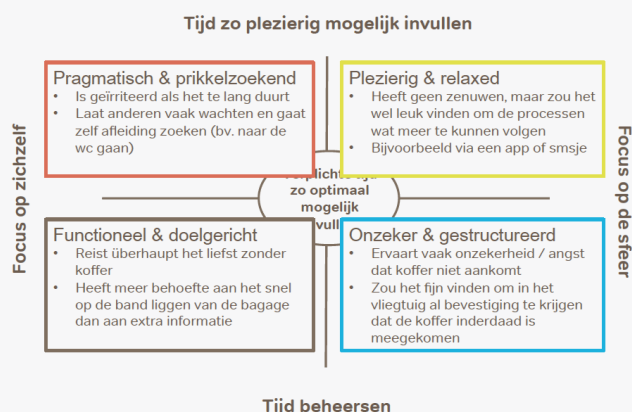 Tijd zo plezierig mogelijk invullen
Focus op zichzelf
Pragmatisch & prikkelzoekend
• Is geïrriteerd als het te lang duurt
• Laat anderen vaak wachten en gaat
zelf afleiding zoeken (bv. naar de
wc gaan)
Plezierig & relaxed
• Heeft geen zenuwen, maar zou het
wel leuk vinden om de processen
wat meer te kunnen volgen
• Bijvoorbeeld via een app of smsje
zo optimaal
mogelijk
Functioneel & doelgericht
• Reist überhaupt het liefst zonder
koffer
• Heeft meer behoefte aan het snel
op de band liggen van de bagage
dan aan extra informatie
Onzeker & gestructureerd
• Ervaart vaak onzekerheid / angst
dat koffer niet aankomt
• Zou het fijn vinden om in het
vliegtuig al bevestiging te krijgen
dat de koffer inderdaad is
meegekomen
Focus op de sfeer
Tijd beheersen